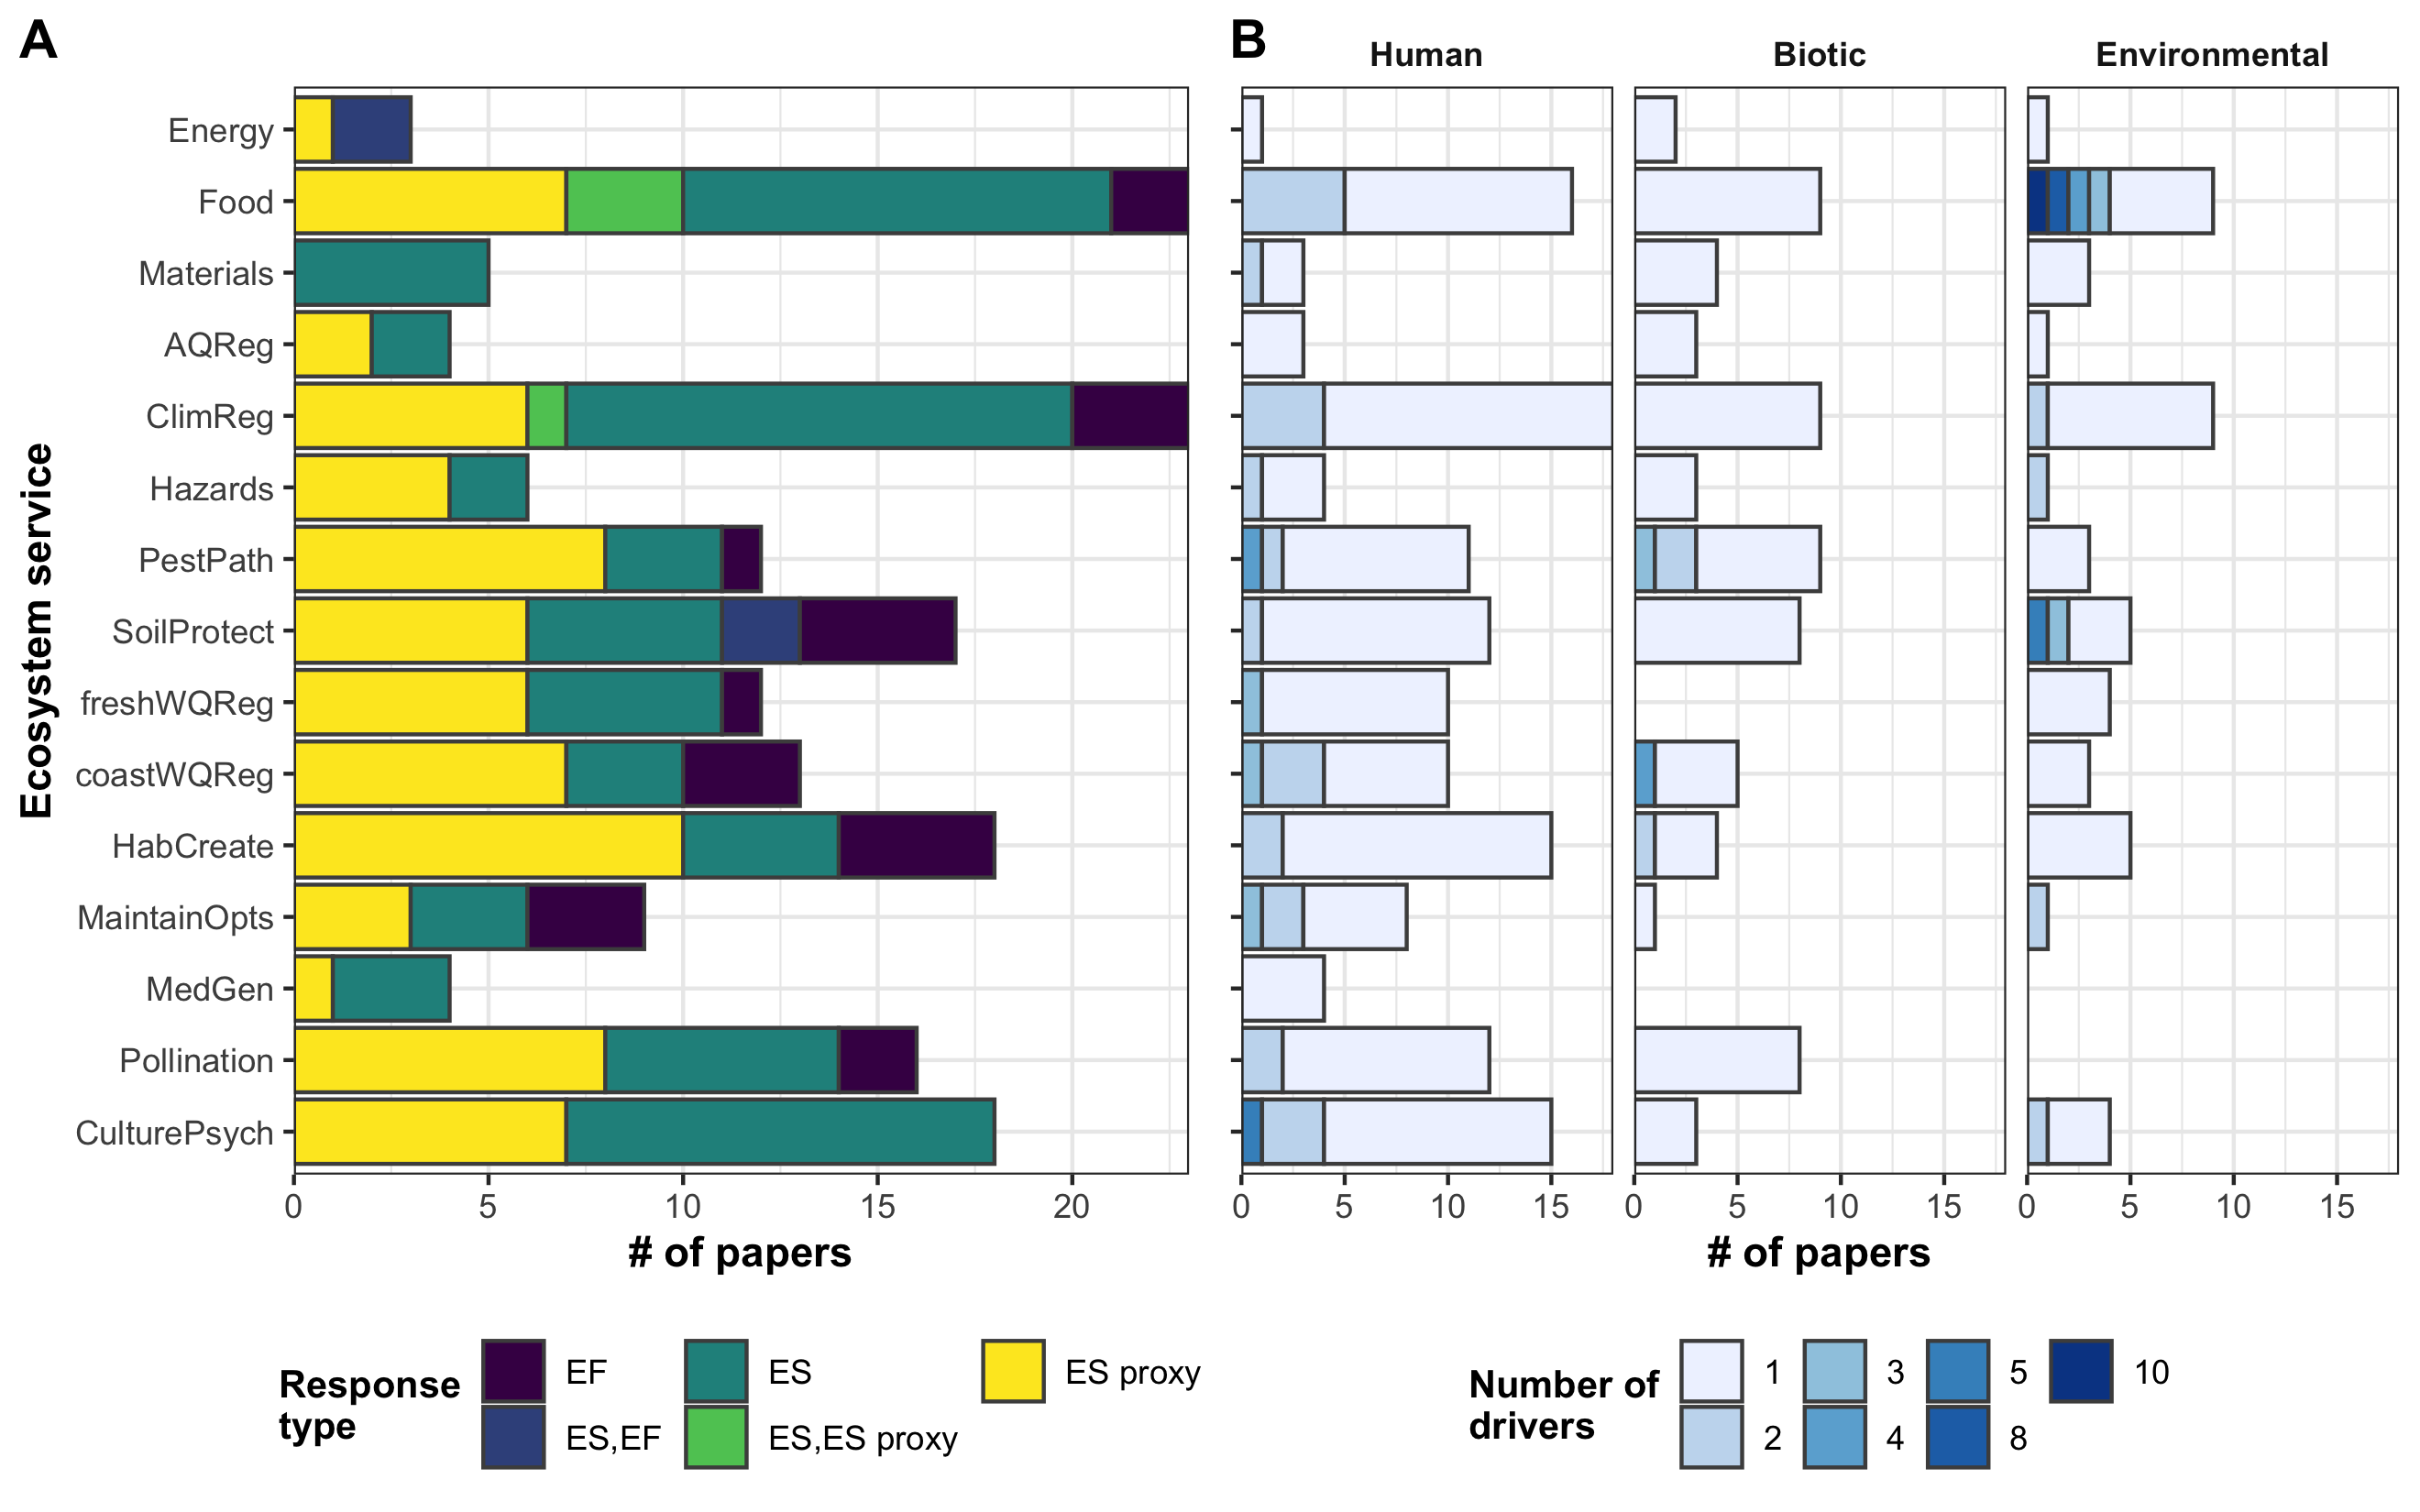 A
B
Human
Biotic
Environmental
Ecosystem service
Energy
Food
Materials
AQReg
ClimReg
Hazards
PestPath
SoilProtect
freshWQReg
coastWQReg
HabCreate
MaintainOpts
MedGen
Pollination
CulturePsych
0 5 10 15 20
0 5 10 15
0 5 10 15
0 5 10 15
# of papers
# of papers
Response
type
EF
ES
ES proxy
ES,EF
ES,ES proxy
Number of
drivers
1 3 5 10
2 4 8